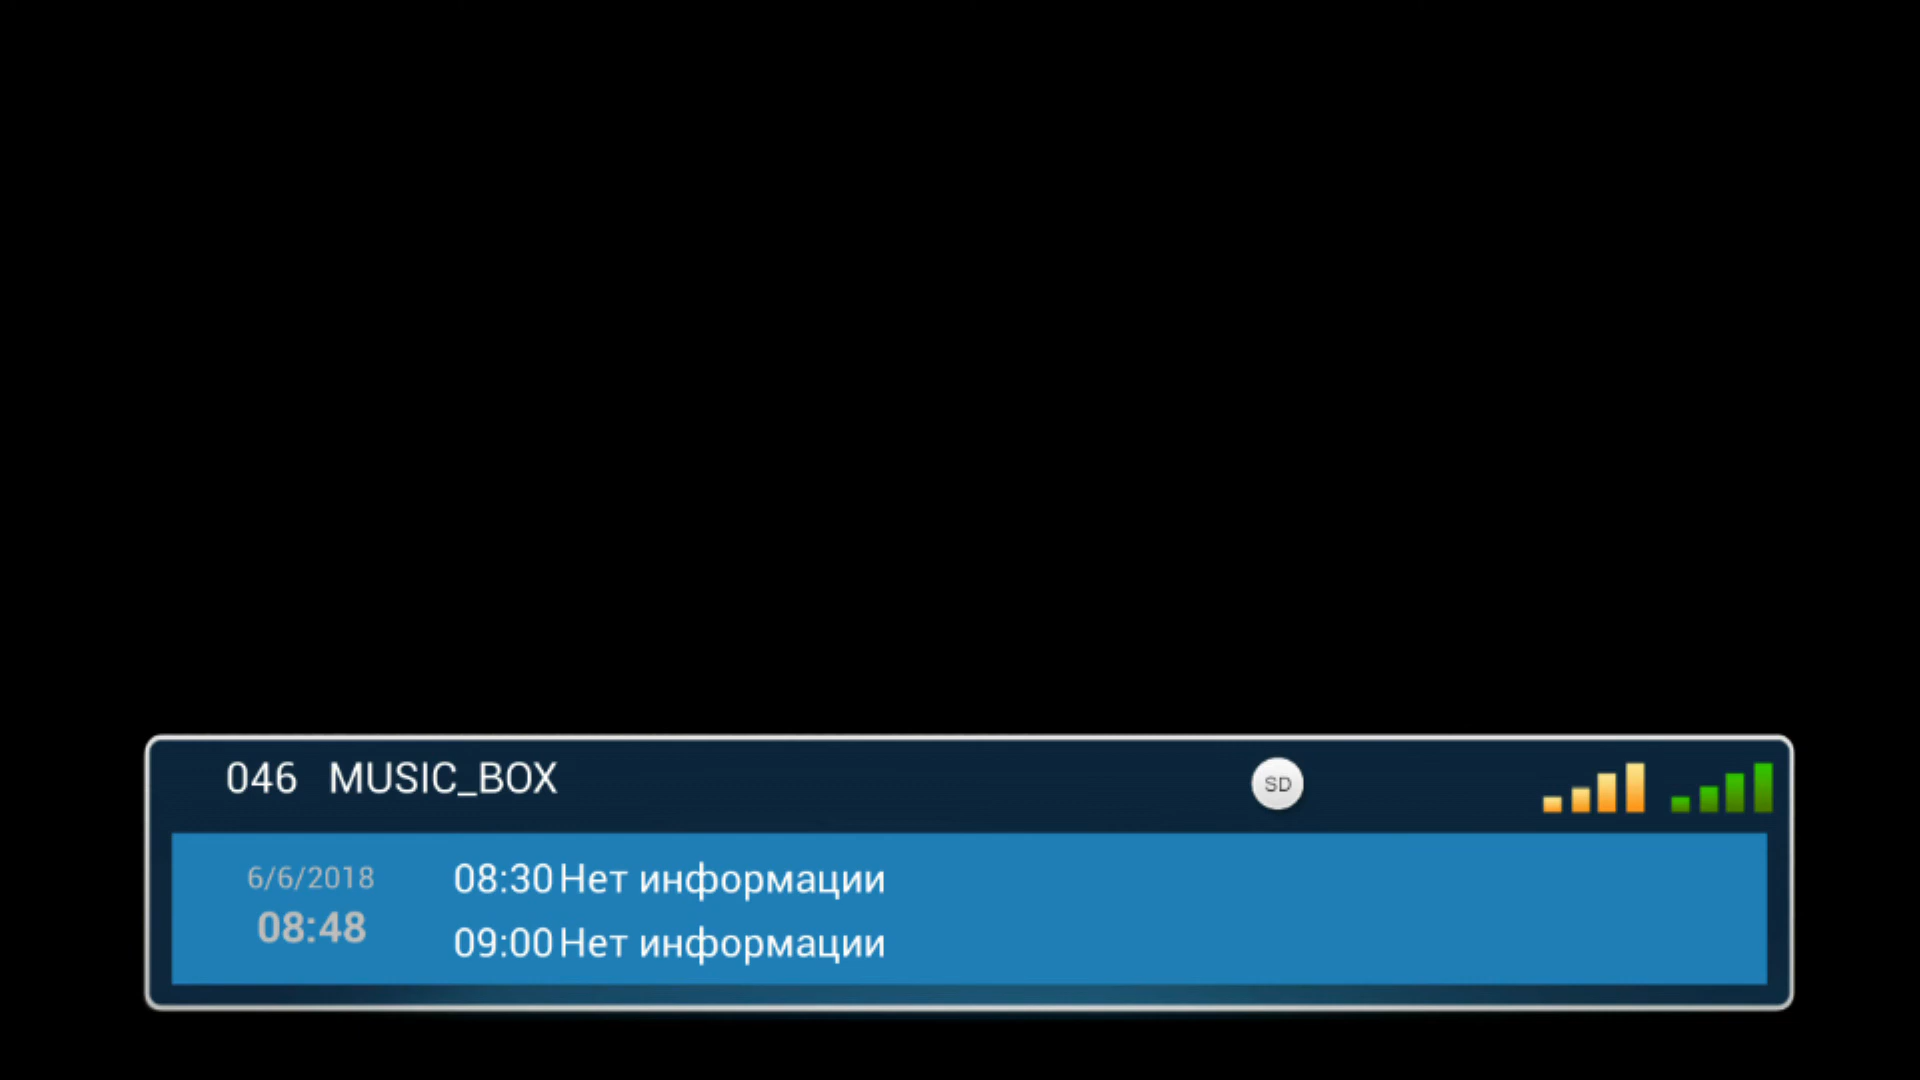 046 MUSIC_BOX
SD
6/6/2018
08:48
08:30 Нет информации
09:00 Нет информации